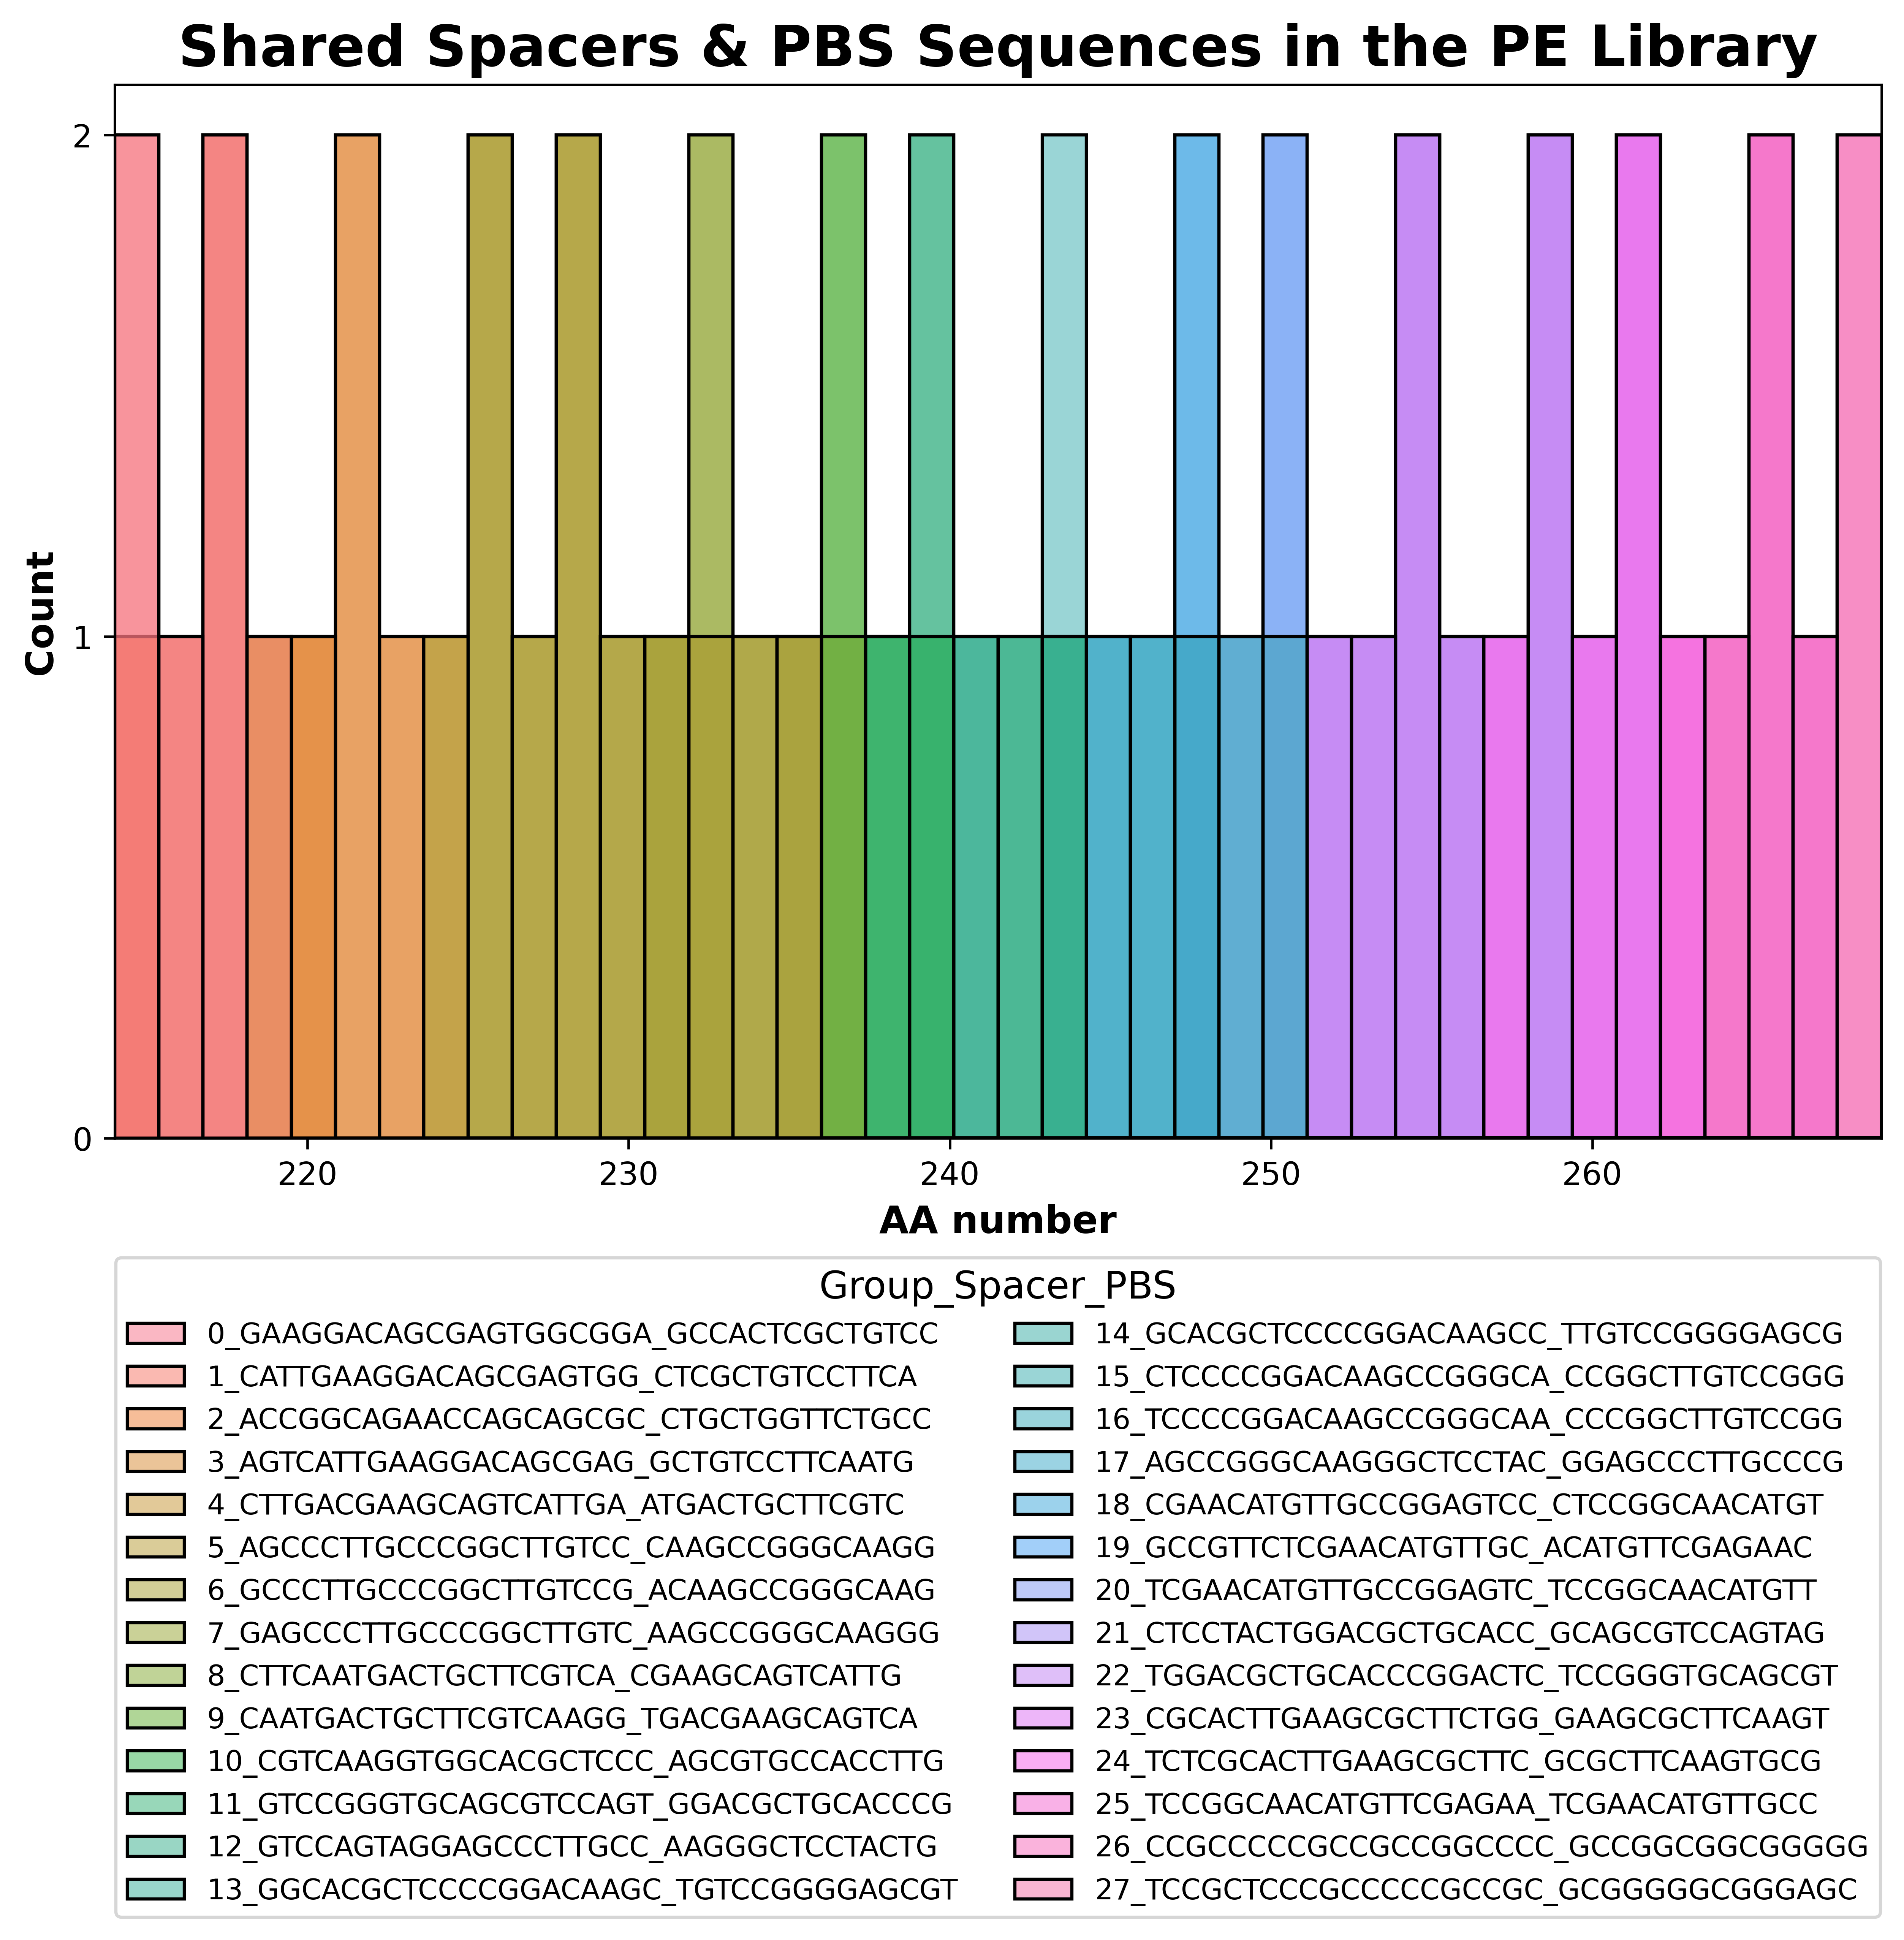 Shared Spacers & PBS Sequences in the PE Library
2
1
0
Count
220 230 240 250 260
AA number
Group_Spacer_PBS
0_GAAGGACAGCGAGTGGCGGA_GCCACTCGCTGTCC
1_CATTGAAGGACAGCGAGTGG_CTCGCTGTCCTTCA
2_ACCGGCAGAACCAGCAGCGC_CTGCTGGTTCTGCC
3_AGTCATTGAAGGACAGCGAG_GCTGTCCTTCAATG
4_CTTGACGAAGCAGTCATTGA_ATGACTGCTTCGTC
5_AGCCCTTGCCCGGCTTGTCC_CAAGCCGGGCAAGG
6_GCCCTTGCCCGGCTTGTCCG_ACAAGCCGGGCAAG
7_GAGCCCTTGCCCGGCTTGTC_AAGCCGGGCAAGGG
8_CTTCAATGACTGCTTCGTCA_CGAAGCAGTCATTG
9_CAATGACTGCTTCGTCAAGG_TGACGAAGCAGTCA
10_CGTCAAGGTGGCACGCTCCC_AGCGTGCCACCTTG
11_GTCCGGGTGCAGCGTCCAGT_GGACGCTGCACCCG
12_GTCCAGTAGGAGCCCTTGCC_AAGGGCTCCTACTG
13_GGCACGCTCCCCGGACAAGC_TGTCCGGGGAGCGT
14_GCACGCTCCCCGGACAAGCC_TTGTCCGGGGAGCG
15_CTCCCCGGACAAGCCGGGCA_CCGGCTTGTCCGGG
16_TCCCCGGACAAGCCGGGCAA_CCCGGCTTGTCCGG
17_AGCCGGGCAAGGGCTCCTAC_GGAGCCCTTGCCCG
18_CGAACATGTTGCCGGAGTCC_CTCCGGCAACATGT
19_GCCGTTCTCGAACATGTTGC_ACATGTTCGAGAAC
20_TCGAACATGTTGCCGGAGTC_TCCGGCAACATGTT
21_CTCCTACTGGACGCTGCACC_GCAGCGTCCAGTAG
22_TGGACGCTGCACCCGGACTC_TCCGGGTGCAGCGT
23_CGCACTTGAAGCGCTTCTGG_GAAGCGCTTCAAGT
24_TCTCGCACTTGAAGCGCTTC_GCGCTTCAAGTGCG
25_TCCGGCAACATGTTCGAGAA_TCGAACATGTTGCC
26_CCGCCCCCGCCGCCGGCCCC_GCCGGCGGCGGGGG
27_TCCGCTCCCGCCCCCGCCGC_GCGGGGGCGGGAGC